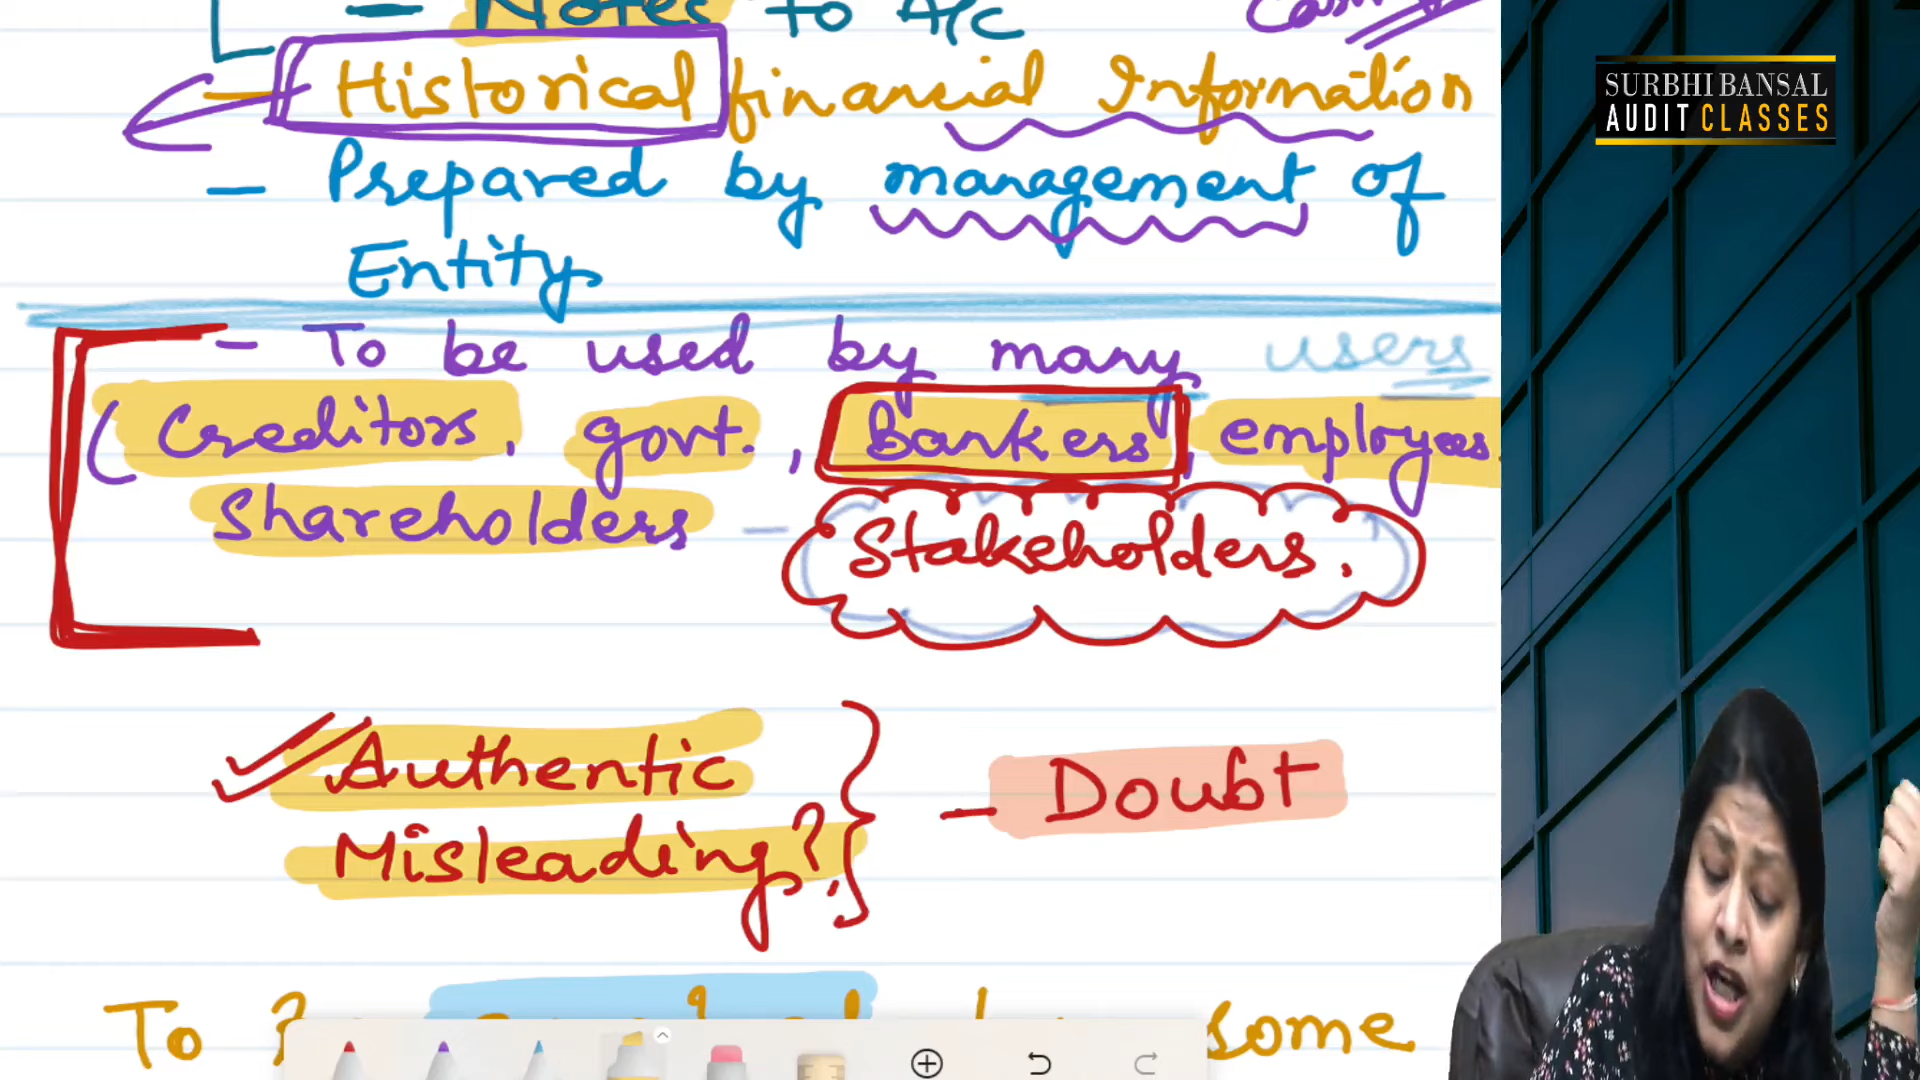 – Notes to A/c
– Historical financial Information
– Prepared by management of
Entity
– To be used by many users
( Creditors, govt., Bankers, employees.
Shareholders –
Stakeholders.
Authentic
Misleading?
– Doubt
To some
SURBHI BANSAL
AUDIT CLASSES